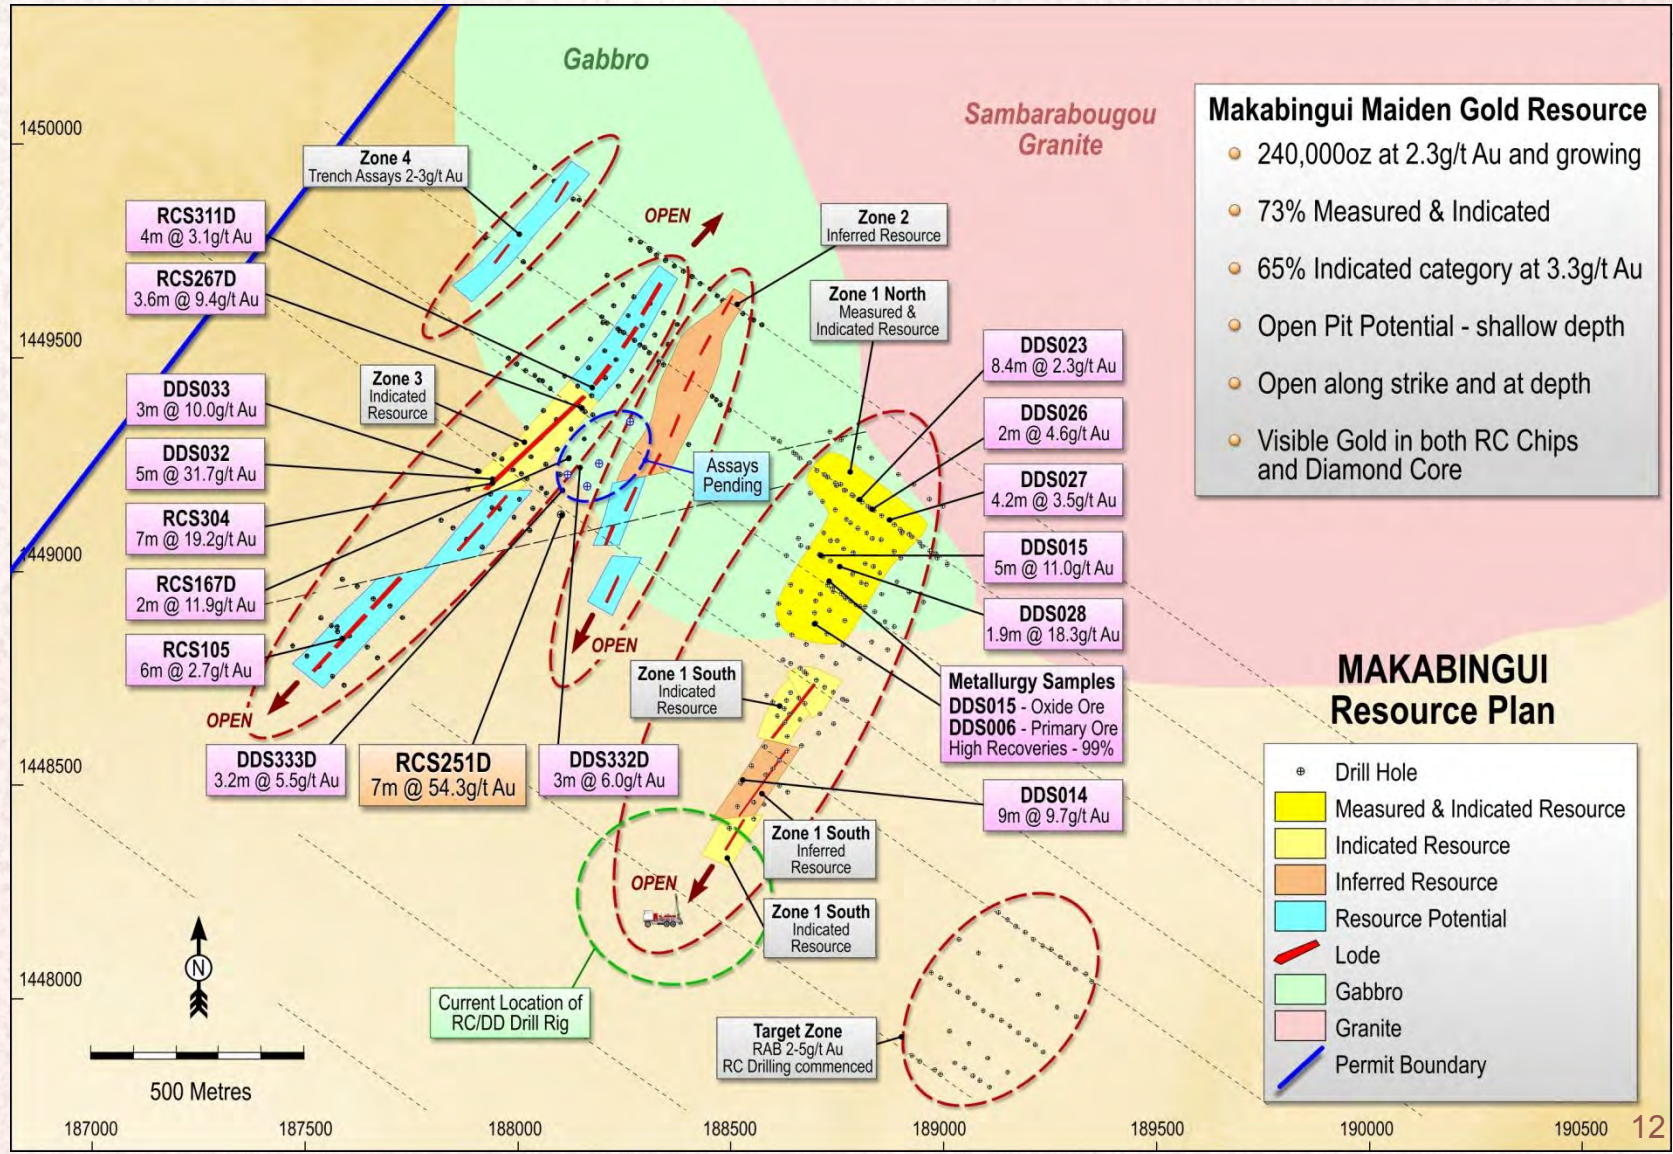 Gabbro
Sambarabougou
Granite
Makabingui Maiden Gold Resource
240,000oz at 2.3g/t Au and growing
73% Measured & Indicated
65% Indicated category at 3.3g/t Au
Open Pit Potential - shallow depth
Open along strike and at depth
Visible Gold in both RC Chips
and Diamond Core
1450000
1449500
1449000
1448500
1448000
Zone 4
Trench Assays 2-3g/t Au
RCS311D
4m @ 3.1g/t Au
RCS267D
3.6m @ 9.4g/t Au
OPEN
Zone 2
Inferred Resource
Zone 1 North
Measured &
Indicated Resource
Zone 3
Indicated
Resource
DDS033
3m @ 10.0g/t Au
DDS032
5m @ 31.7g/t Au
RCS304
7m @ 19.2g/t Au
RCS167D
2m @ 11.9g/t Au
RCS105
6m @ 2.7g/t Au
OPEN
Assays
Pending
DDS023
8.4m @ 2.3g/t Au
DDS026
2m @ 4.6g/t Au
DDS027
4.2m @ 3.5g/t Au
DDS015
5m @ 11.0g/t Au
DDS028
1.9m @ 18.3g/t Au
OPEN
Zone 1 South
Indicated
Resource
Metallurgy Samples
DDS015 - Oxide Ore
DDS006 - Primary Ore
High Recoveries - 99%
DDS333D
3.2m @ 5.5g/t Au
RCS251D
7m @ 54.3g/t Au
DDS332D
3m @ 6.0g/t Au
DDS014
9m @ 9.7g/t Au
Zone 1 South
Inferred
Resource
OPEN
Zone 1 South
Indicated
Resource
Current Location of
RC/DD Drill Rig
Target Zone
RAB 2-5g/t Au
RC Drilling commenced
MAKABINGUI
Resource Plan
Drill Hole
Measured & Indicated Resource
Indicated Resource
Inferred Resource
Resource Potential
Lode
Gabbro
Granite
Permit Boundary
N
500 Metres
187000
187500
188000
188500
189000
189500
190000
190500
12